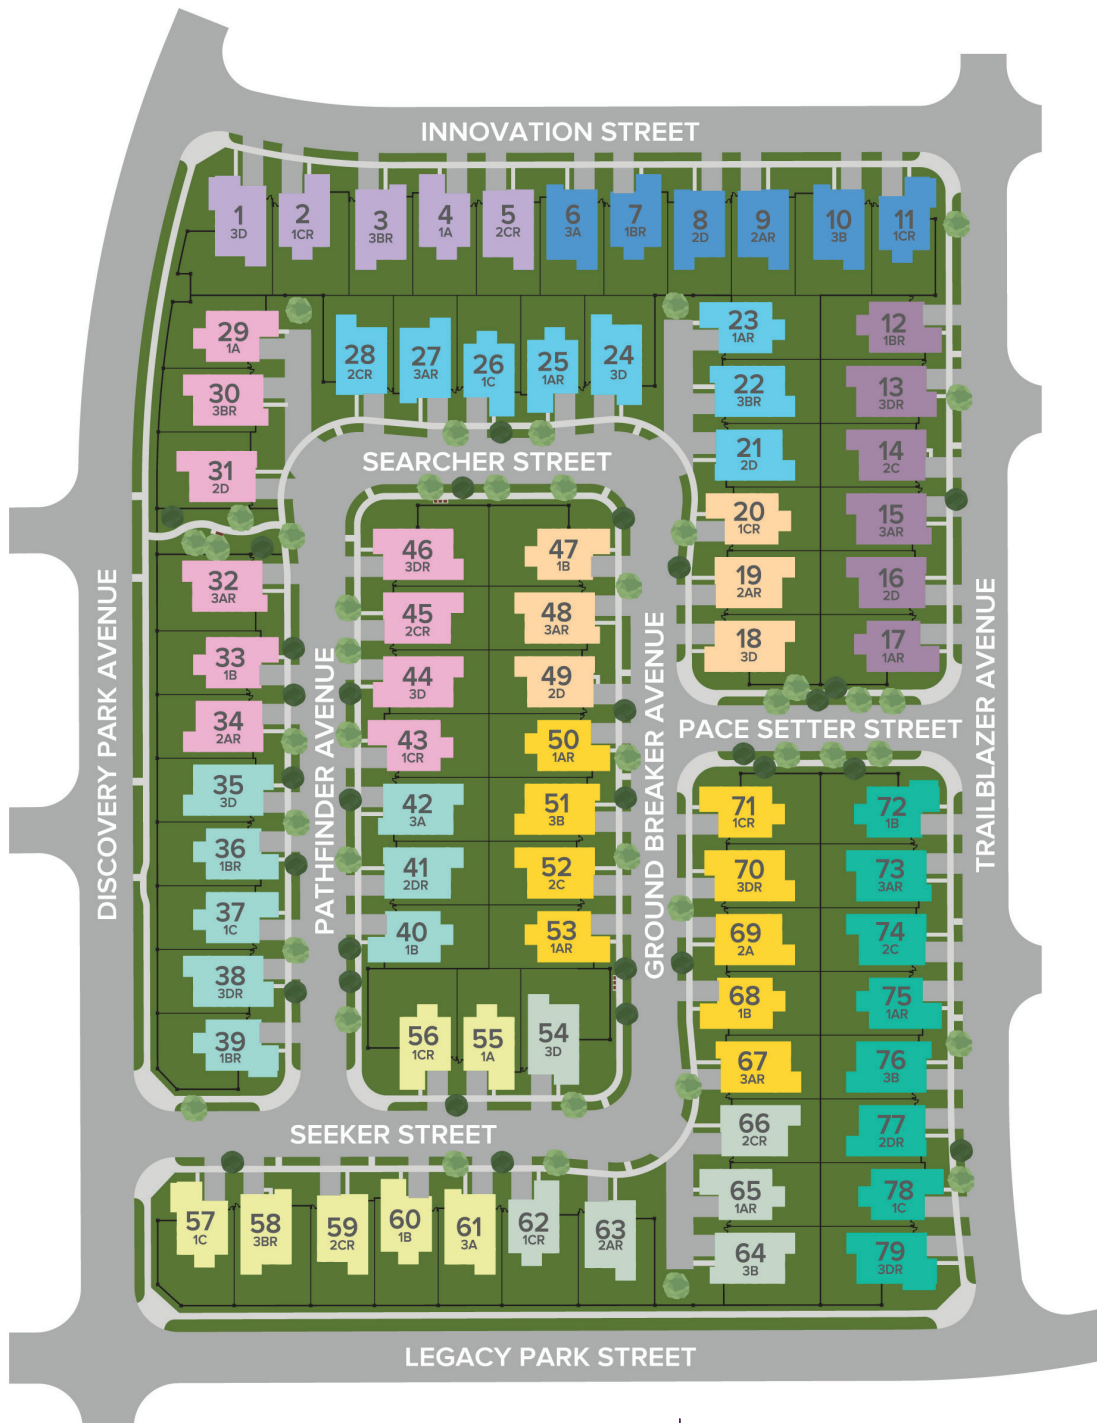 INNOVATION STREET
1
3D
2
1CR
3
3BR
4
1A
5
2CR
6
3A
7
1BR
8
2D
9
2AR
10
3B
11
1CR
29
1A
30
3BR
31
2D
28
2CR
27
3AR
26
1C
25
1AR
24
3D
23
1AR
22
3BR
21
2D
20
1CR
19
2AR
18
3D
12
1BR
13
3DR
14
2C
15
3AR
16
2D
17
1AR
SEARCHER STREET
32
3AR
33
1B
34
2AR
35
3D
36
1BR
37
1C
38
3DR
39
1BR
46
3DR
45
2CR
44
3D
43
1CR
42
3A
41
2DR
40
1B
47
1B
48
3AR
49
2D
50
1AR
51
3B
52
2C
53
1AR
56
1CR
55
1A
54
3D
DISCOVERY PARK AVENUE
PATHFINDER AVENUE
GROUND BREAKER AVENUE
TRAILBLAZER AVENUE
PACE SETTER STREET
71
1CR
70
3DR
69
2A
68
1B
67
3AR
66
2CR
65
1AR
64
3B
72
1B
73
3AR
74
2C
75
1AR
76
3B
77
2DR
78
1C
79
3DR
SEEKER STREET
57
1C
58
3BR
59
2CR
60
1B
61
3A
62
1CR
63
2AR
LEGACY PARK STREET